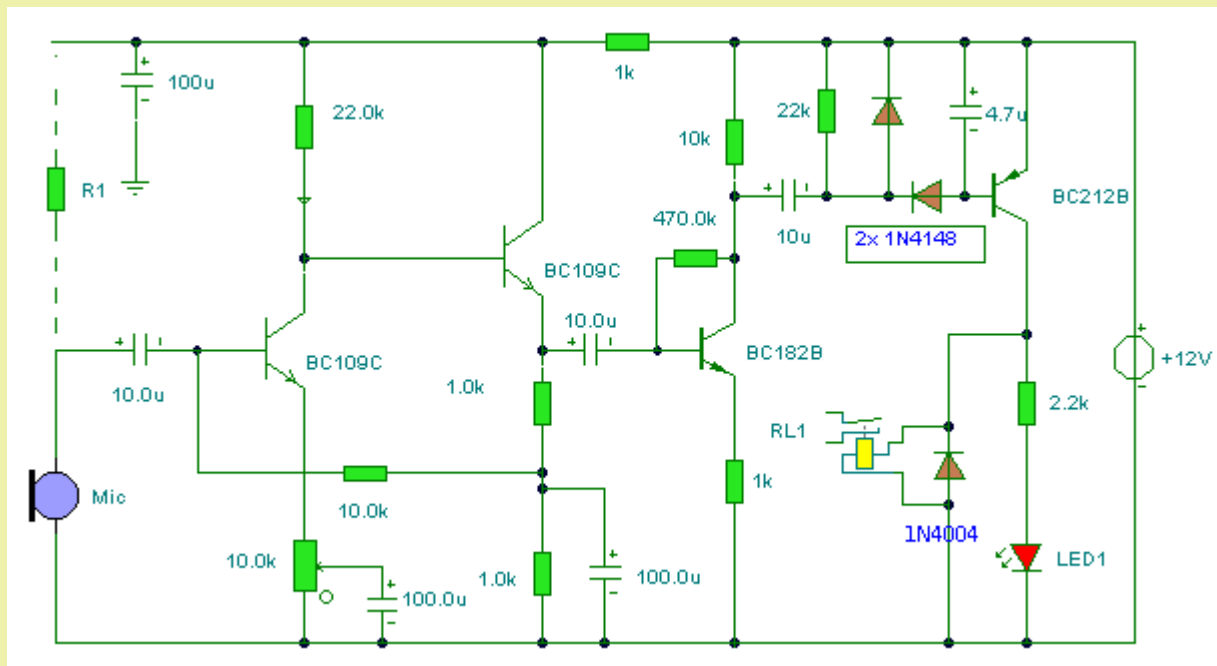 1k
100u
22.0k
10k
22k
4.7u
R1
BC212B
470.0k
10u
2x 1N4148
BC109C
10.0u
BC109C
BC182B
+12V
10.0u
1.0k
2.2k
RL1
Mic
10.0k
1k
1N4004
10.0k
1.0k
100.0u
LED1
100.0u